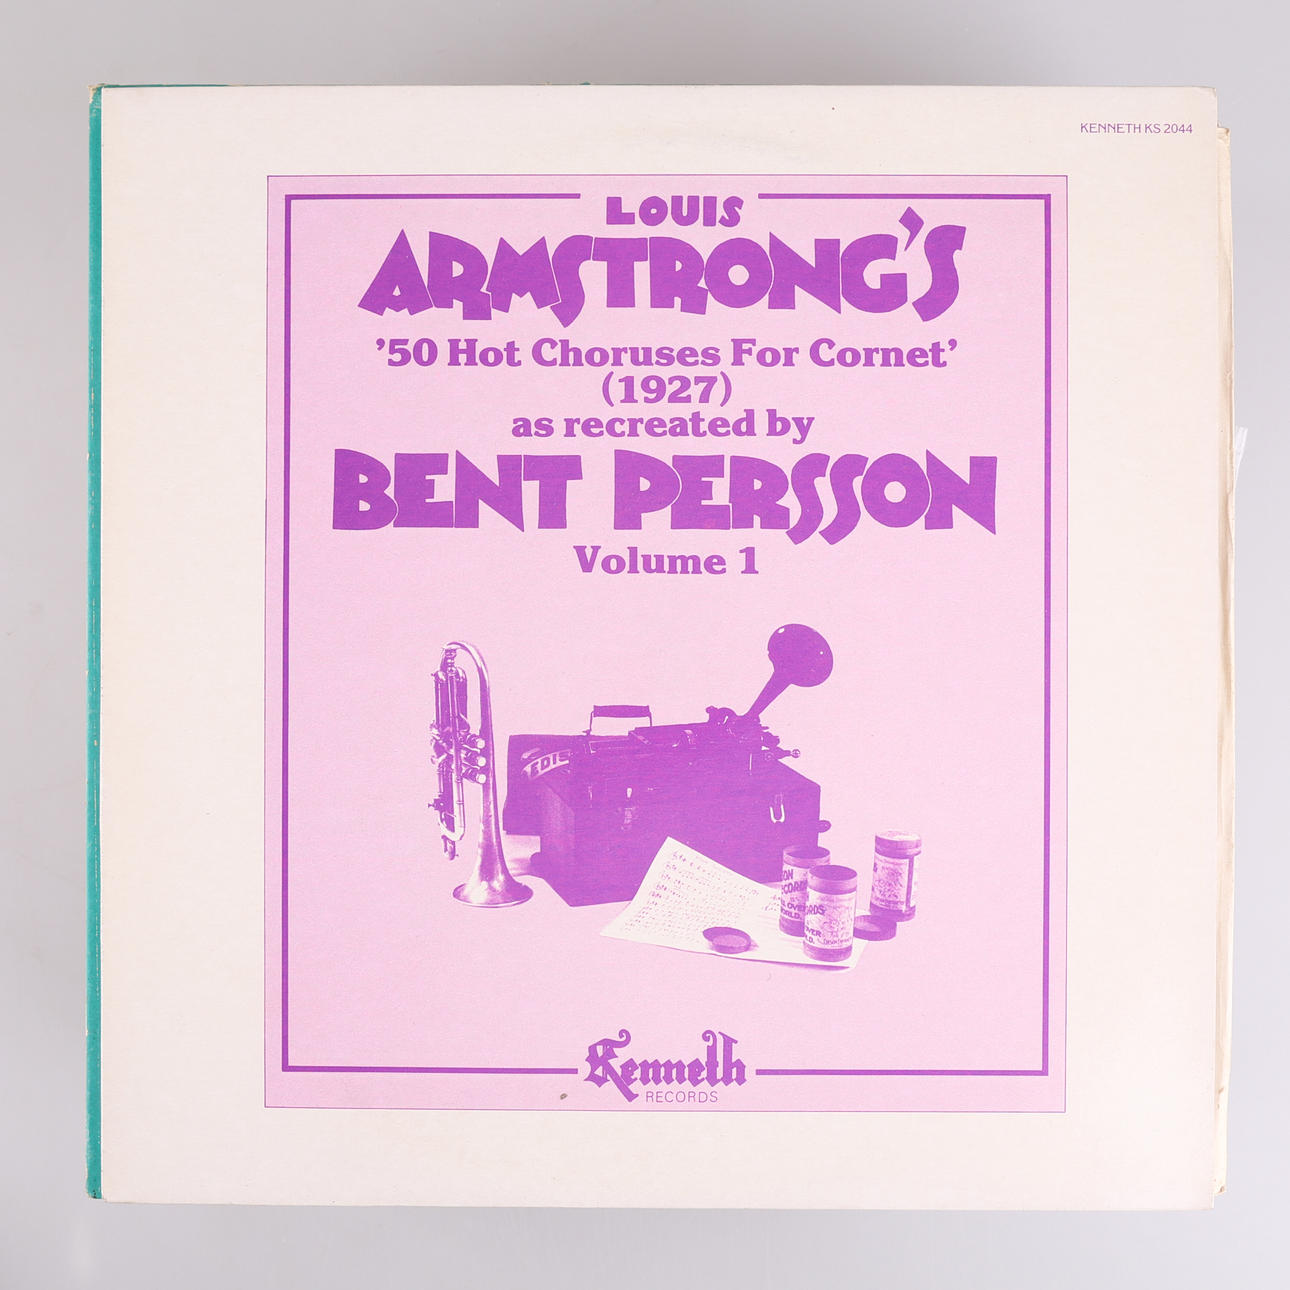 KENNETH KS 2044
LOUIS
ARMSTRONG'S
'50 Hot Choruses For Cornet'
(1927)
as recreated by
BENT PERSSON
Volume 1
EDIS
Kenneth
RECORDS